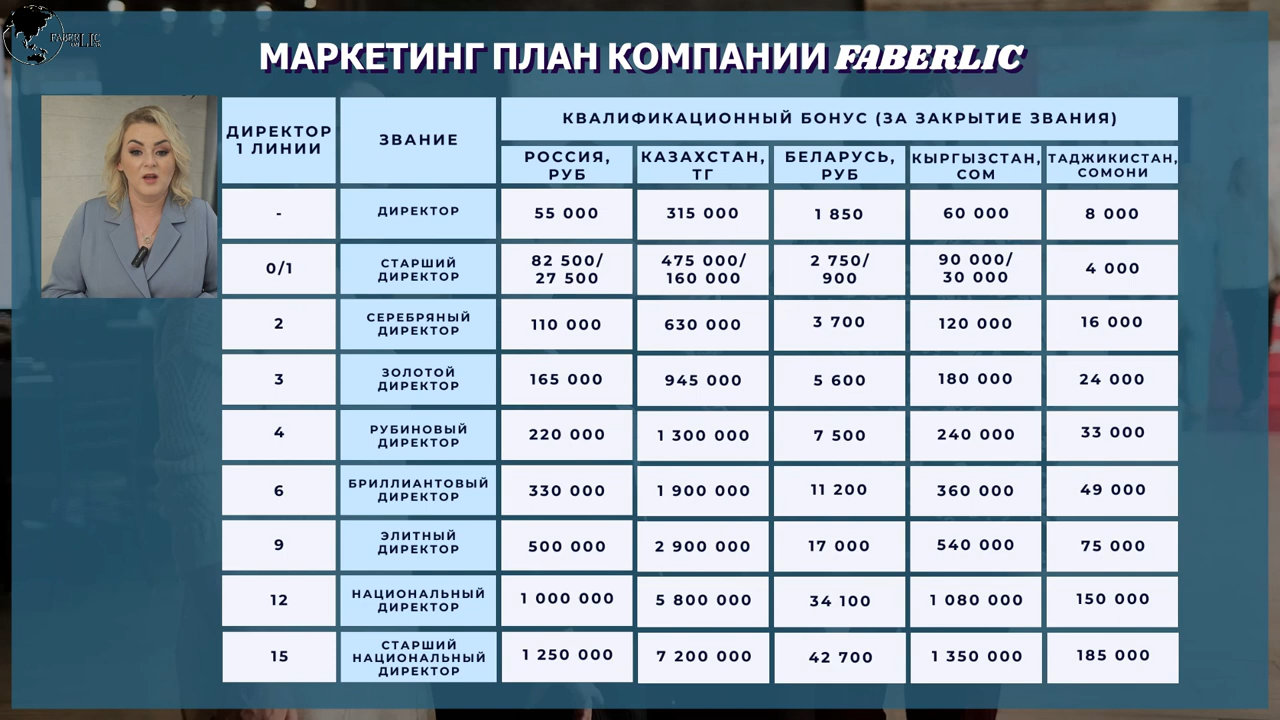 FABERLIC
ONLINE
МАРКЕТИНГ ПЛАН КОМПАНИИ FABERLIC
ДИРЕКТОР
1 ЛИНИИ
ЗВАНИЕ
КВАЛИФИКАЦИОННЫЙ БОНУС (ЗА ЗАКРЫТИЕ ЗВАНИЯ)
РОССИЯ,
РУБ
КАЗАХСТАН,
ТГ
БЕЛАРУСЬ,
РУБ
КЫРГЫЗСТАН,
СОМ
ТАДЖИКИСТАН,
СОМОНИ
-
ДИРЕКТОР
55 000
315 000
1 850
60 000
8 000
0/1
СТАРШИЙ
ДИРЕКТОР
82 500/
27 500
475 000/
160 000
2 750/
900
90 000/
30 000
4 000
2
СЕРЕБРЯНЫЙ
ДИРЕКТОР
110 000
630 000
3 700
120 000
16 000
3
ЗОЛОТОЙ
ДИРЕКТОР
165 000
945 000
5 600
180 000
24 000
4
РУБИНОВЫЙ
ДИРЕКТОР
220 000
1 300 000
7 500
240 000
33 000
6
БРИЛЛИАНТОВЫЙ
ДИРЕКТОР
330 000
1 900 000
11 200
360 000
49 000
9
ЭЛИТНЫЙ
ДИРЕКТОР
500 000
2 900 000
17 000
540 000
75 000
12
НАЦИОНАЛЬНЫЙ
ДИРЕКТОР
1 000 000
5 800 000
34 100
1 080 000
150 000
15
СТАРШИЙ
НАЦИОНАЛЬНЫЙ
ДИРЕКТОР
1 250 000
7 200 000
42 700
1 350 000
185 000